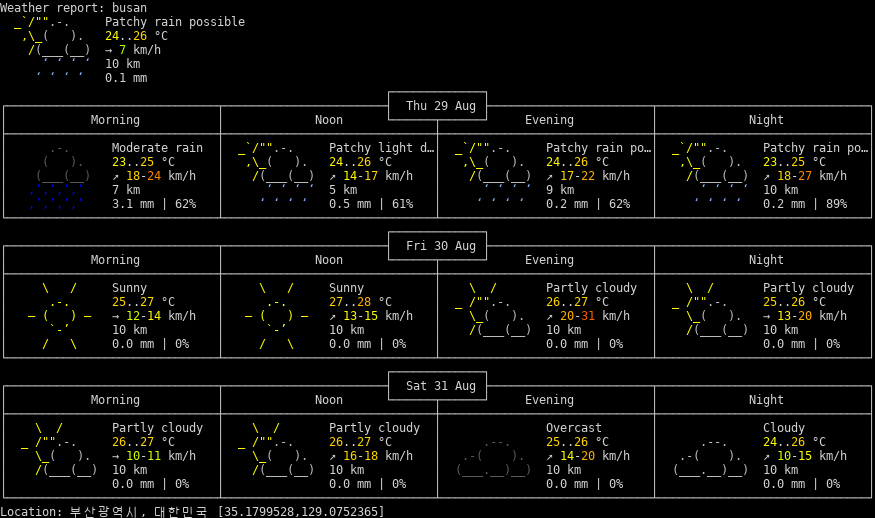 Weather report: busan
Patchy rain possible
24..26 °C
→ 7 km/h
10 km
0.1 mm
Thu 29 Aug
Morning Noon Evening Night
Moderate rain Patchy light d… Patchy rain po… Patchy rain po…
23..25 °C 24..26 °C 24..26 °C 23..25 °C
↗ 18-24 km/h ↗ 14-17 km/h ↗ 17-22 km/h ↗ 18-27 km/h
7 km 5 km 9 km 10 km
3.1 mm | 62% 0.5 mm | 61% 0.2 mm | 62% 0.2 mm | 89%
Fri 30 Aug
Morning Noon Evening Night
Sunny Sunny Partly cloudy Partly cloudy
25..27 °C 27..28 °C 26..27 °C 25..26 °C
→ 12-14 km/h ↗ 13-15 km/h ↗ 20-31 km/h → 13-20 km/h
10 km 10 km 10 km 10 km
0.0 mm | 0% 0.0 mm | 0% 0.0 mm | 0% 0.0 mm | 0%
Sat 31 Aug
Morning Noon Evening Night
Partly cloudy Partly cloudy Overcast Cloudy
26..27 °C 26..27 °C 25..26 °C 24..26 °C
→ 10-11 km/h ↗ 16-18 km/h ↗ 14-20 km/h ↗ 10-15 km/h
10 km 10 km 10 km 10 km
0.0 mm | 0% 0.0 mm | 0% 0.0 mm | 0% 0.0 mm | 0%
Location: 부산광역시, 대한민국 [35.1799528,129.0752365]